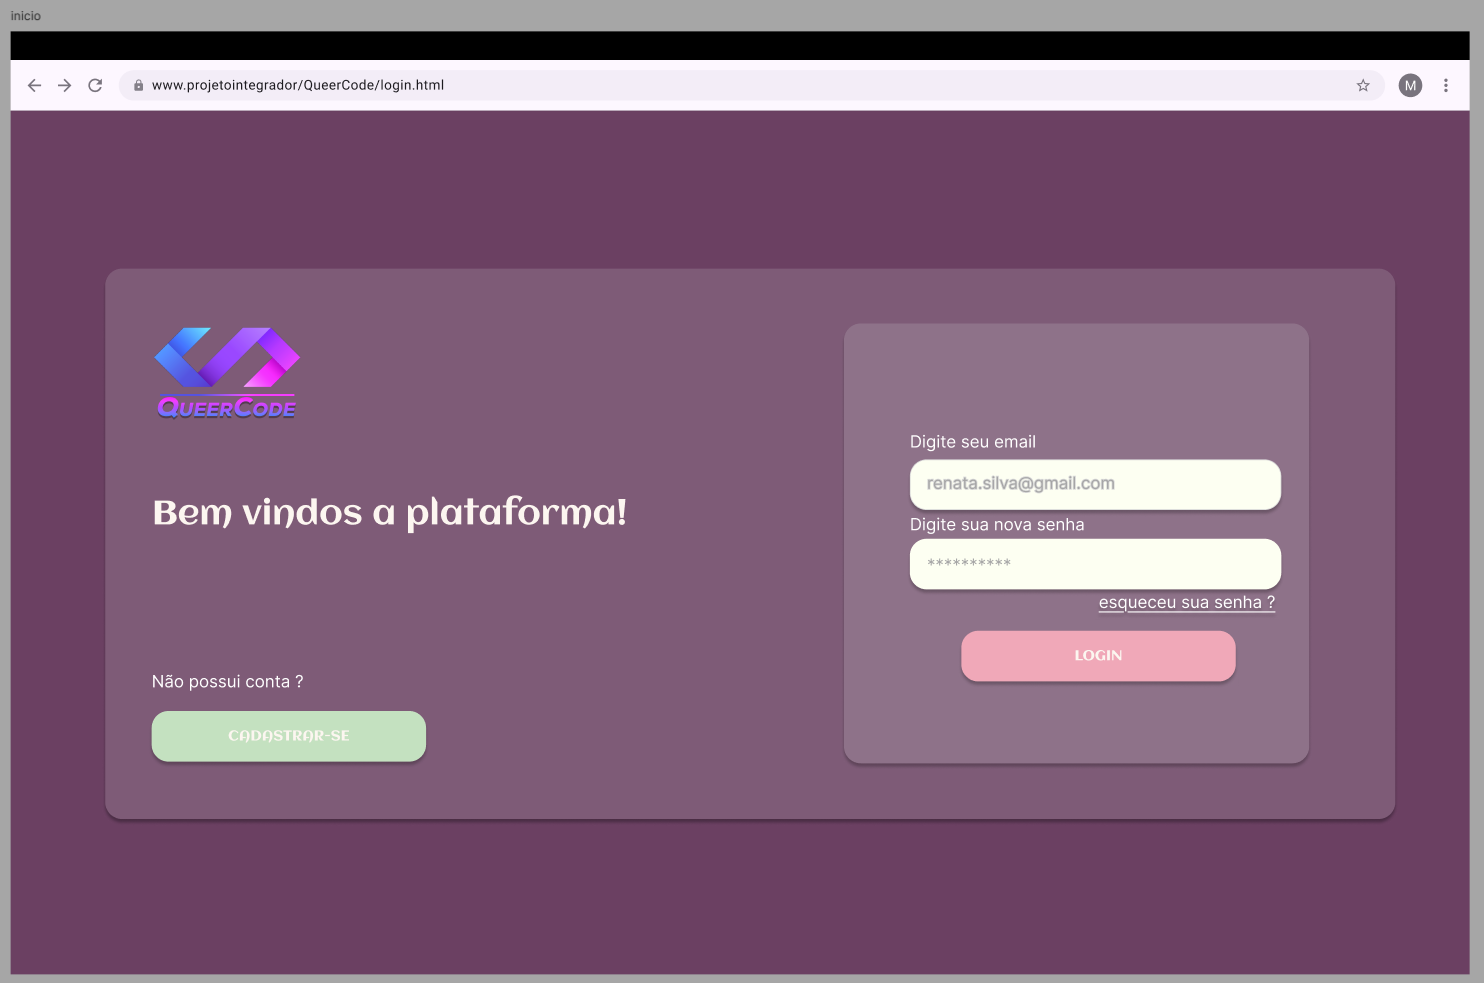 inicio
www.projetointegrador/QueerCode/login.html
M
QUEERCODE
Bem vindos a plataforma!
Não possui conta ?
CADASTRAR-SE
Digite seu email
renata.silva@gmail.com
Digite sua nova senha
**********
esqueceu sua senha ?
LOGIN